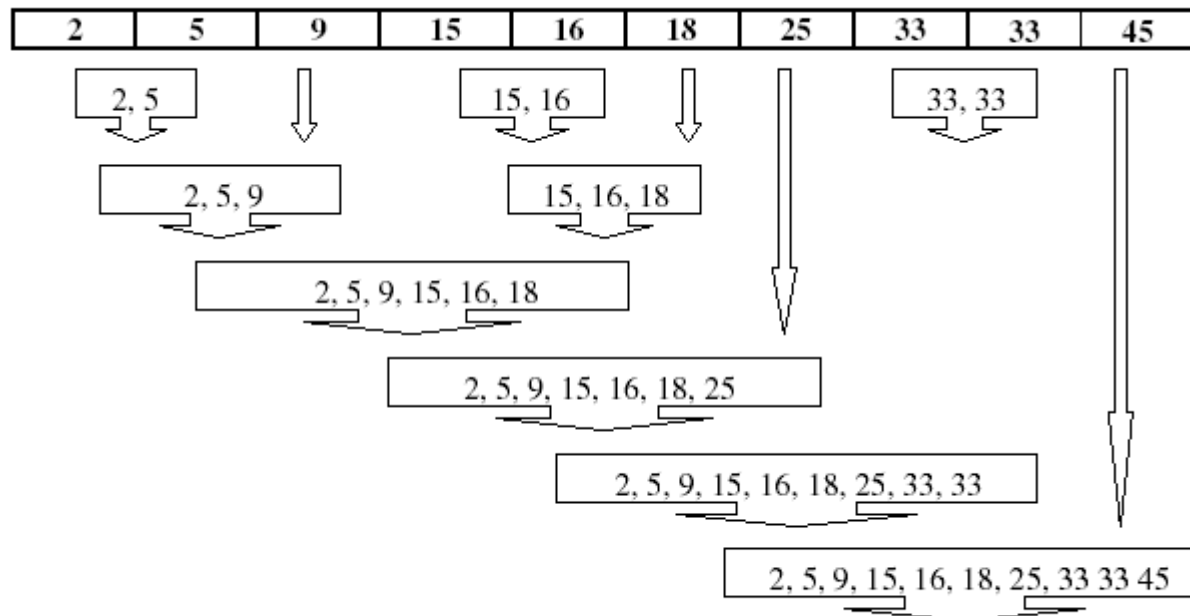 2 5 9 15 16 18 25 33 33 45
2, 5 15, 16 33, 33
2, 5, 9 15, 16, 18
2, 5, 9, 15, 16, 18
2, 5, 9, 15, 16, 18, 25
2, 5, 9, 15, 16, 18, 25, 33, 33
2, 5, 9, 15, 16, 18, 25, 33 33 45